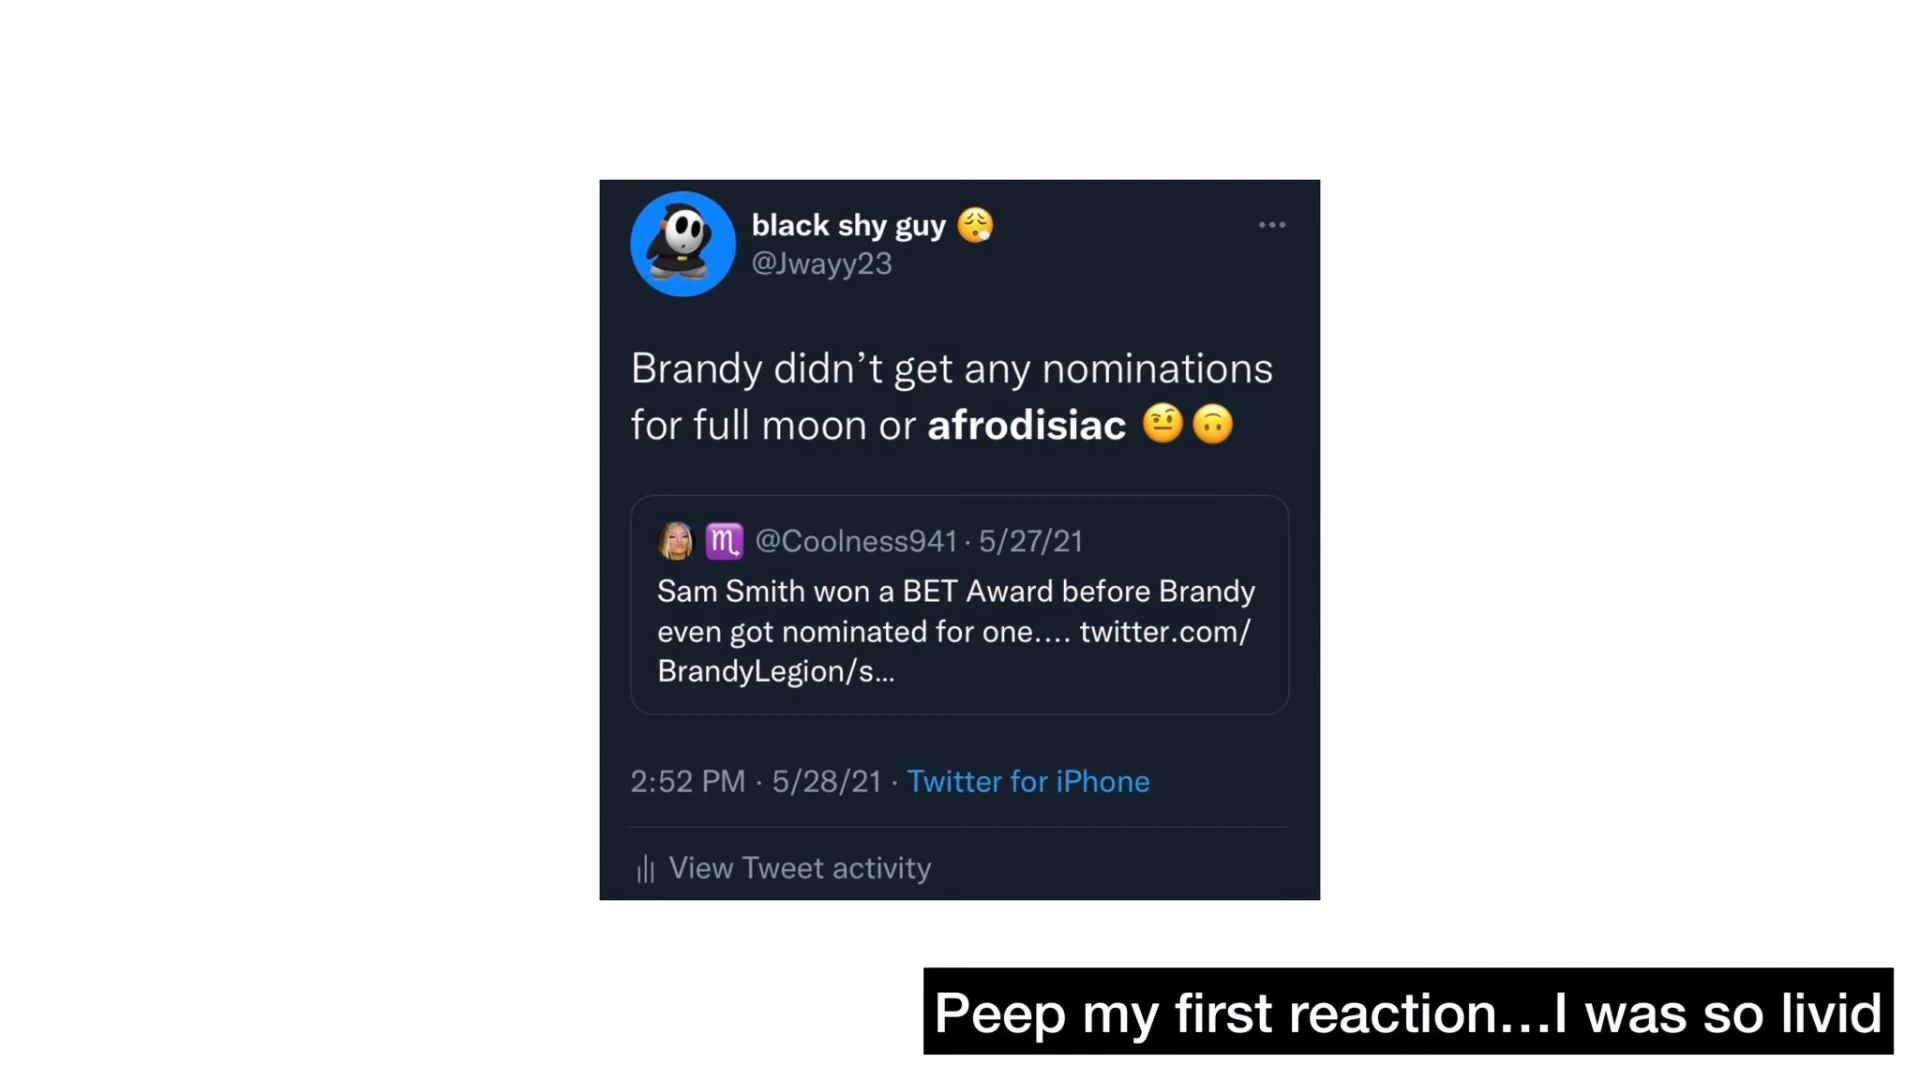 black shy guy 😮‍💨
@Jwayy23
Brandy didn’t get any nominations
for full moon or afrodisiac 🤨🙃
♏ @Coolness941 · 5/27/21
Sam Smith won a BET Award before Brandy
even got nominated for one.... twitter.com/
BrandyLegion/s...
2:52 PM · 5/28/21 · Twitter for iPhone
View Tweet activity
Peep my first reaction...I was so livid